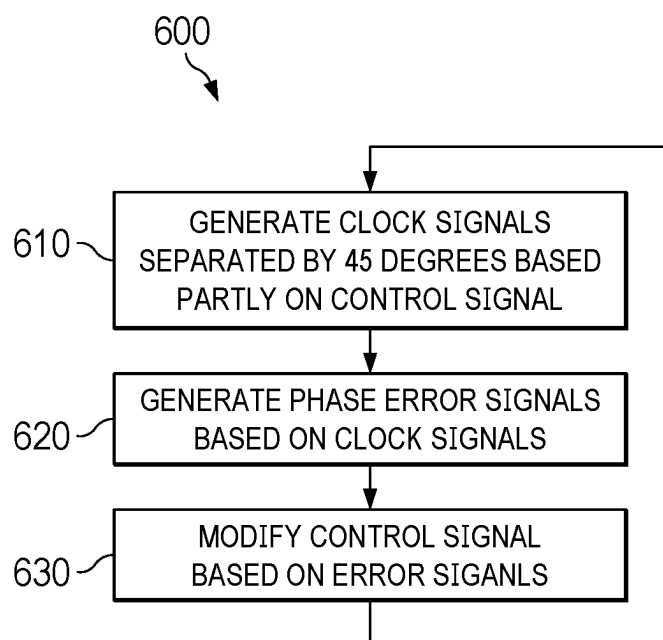 600
610
GENERATE CLOCK SIGNALS
SEPARATED BY 45 DEGREES BASED
PARTLY ON CONTROL SIGNAL
620
GENERATE PHASE ERROR SIGNALS
BASED ON CLOCK SIGNALS
630
MODIFY CONTROL SIGNAL
BASED ON ERROR SIGANLS